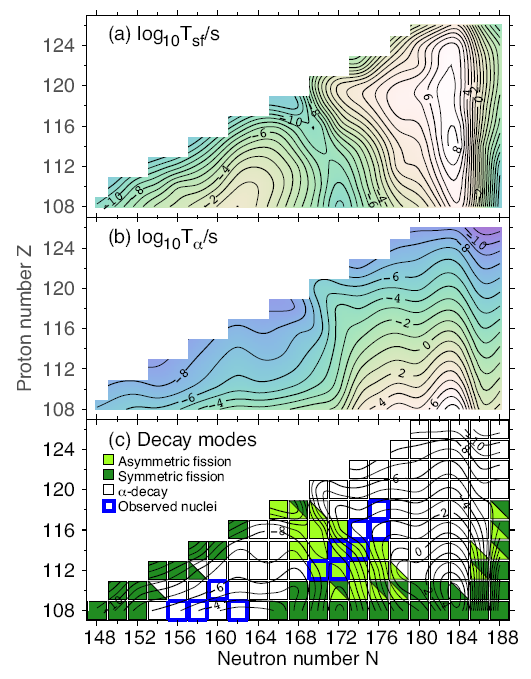 (a) log10Tsf/s
124
120
116
112
108
(b) log10Tα/s
124
120
116
112
108
(c) Decay modes
Asymmetric fission
Symmetric fission
α-decay
Observed nuclei
124
120
116
112
108
148 152 156 160 164 168 172 176 180 184 188
Neutron number N
Proton number Z